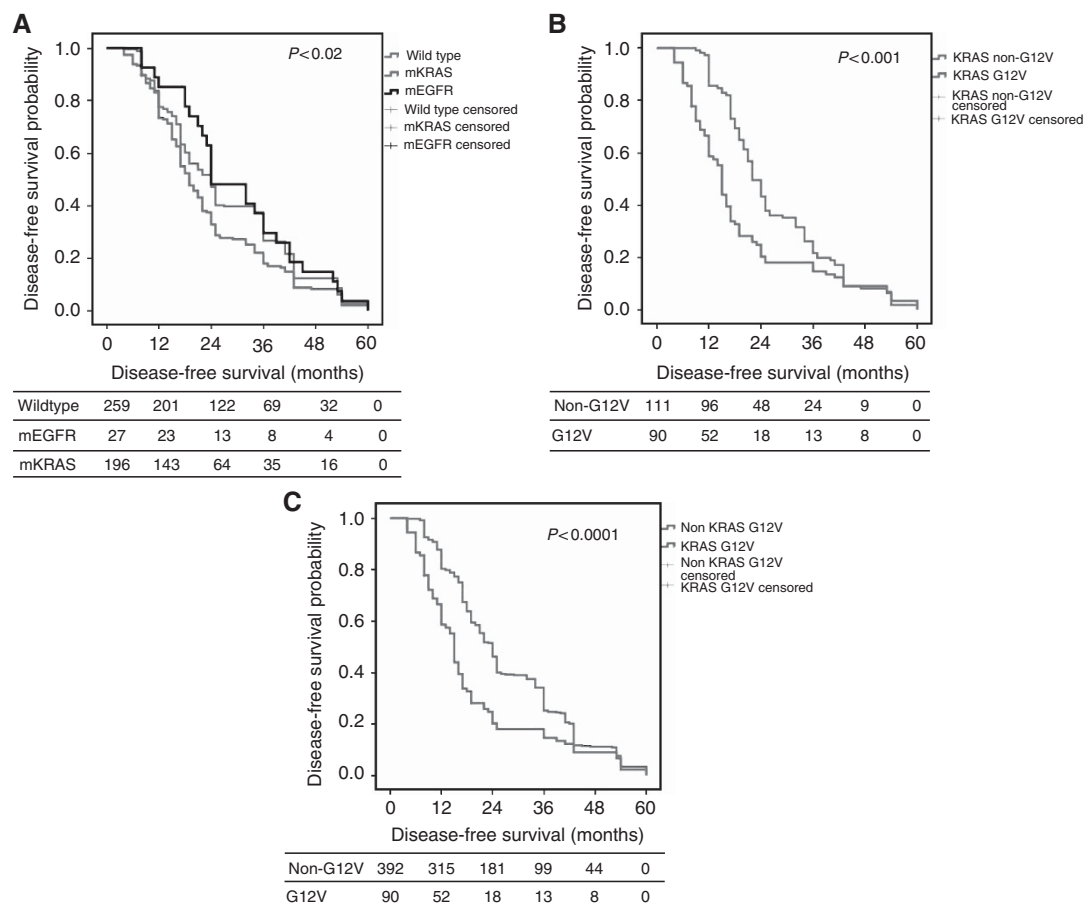 A
P<0.02
Disease-free survival probability
1.0
0.8
0.6
0.4
0.2
0.0
0 12 24 36 48 60
Disease-free survival (months)
Wild type
mKRAS
mEGFR
Wild type censored
mKRAS censored
mEGFR censored
Wildtype 259 201 122 69 32 0
mEGFR 27 23 13 8 4 0
mKRAS 196 143 64 35 16 0
B
P<0.001
Disease-free survival probability
1.0
0.8
0.6
0.4
0.2
0.0
0 12 24 36 48 60
Disease-free survival (months)
KRAS non-G12V
KRAS G12V
KRAS non-G12V
censored
KRAS G12V censored
Non-G12V 111 96 48 24 9 0
G12V 90 52 18 13 8 0
C
P<0.0001
Disease-free survival probability
1.0
0.8
0.6
0.4
0.2
0.0
0 12 24 36 48 60
Disease-free survival (months)
Non KRAS G12V
KRAS G12V
Non KRAS G12V
censored
KRAS G12V censored
Non-G12V 392 315 181 99 44 0
G12V 90 52 18 13 8 0